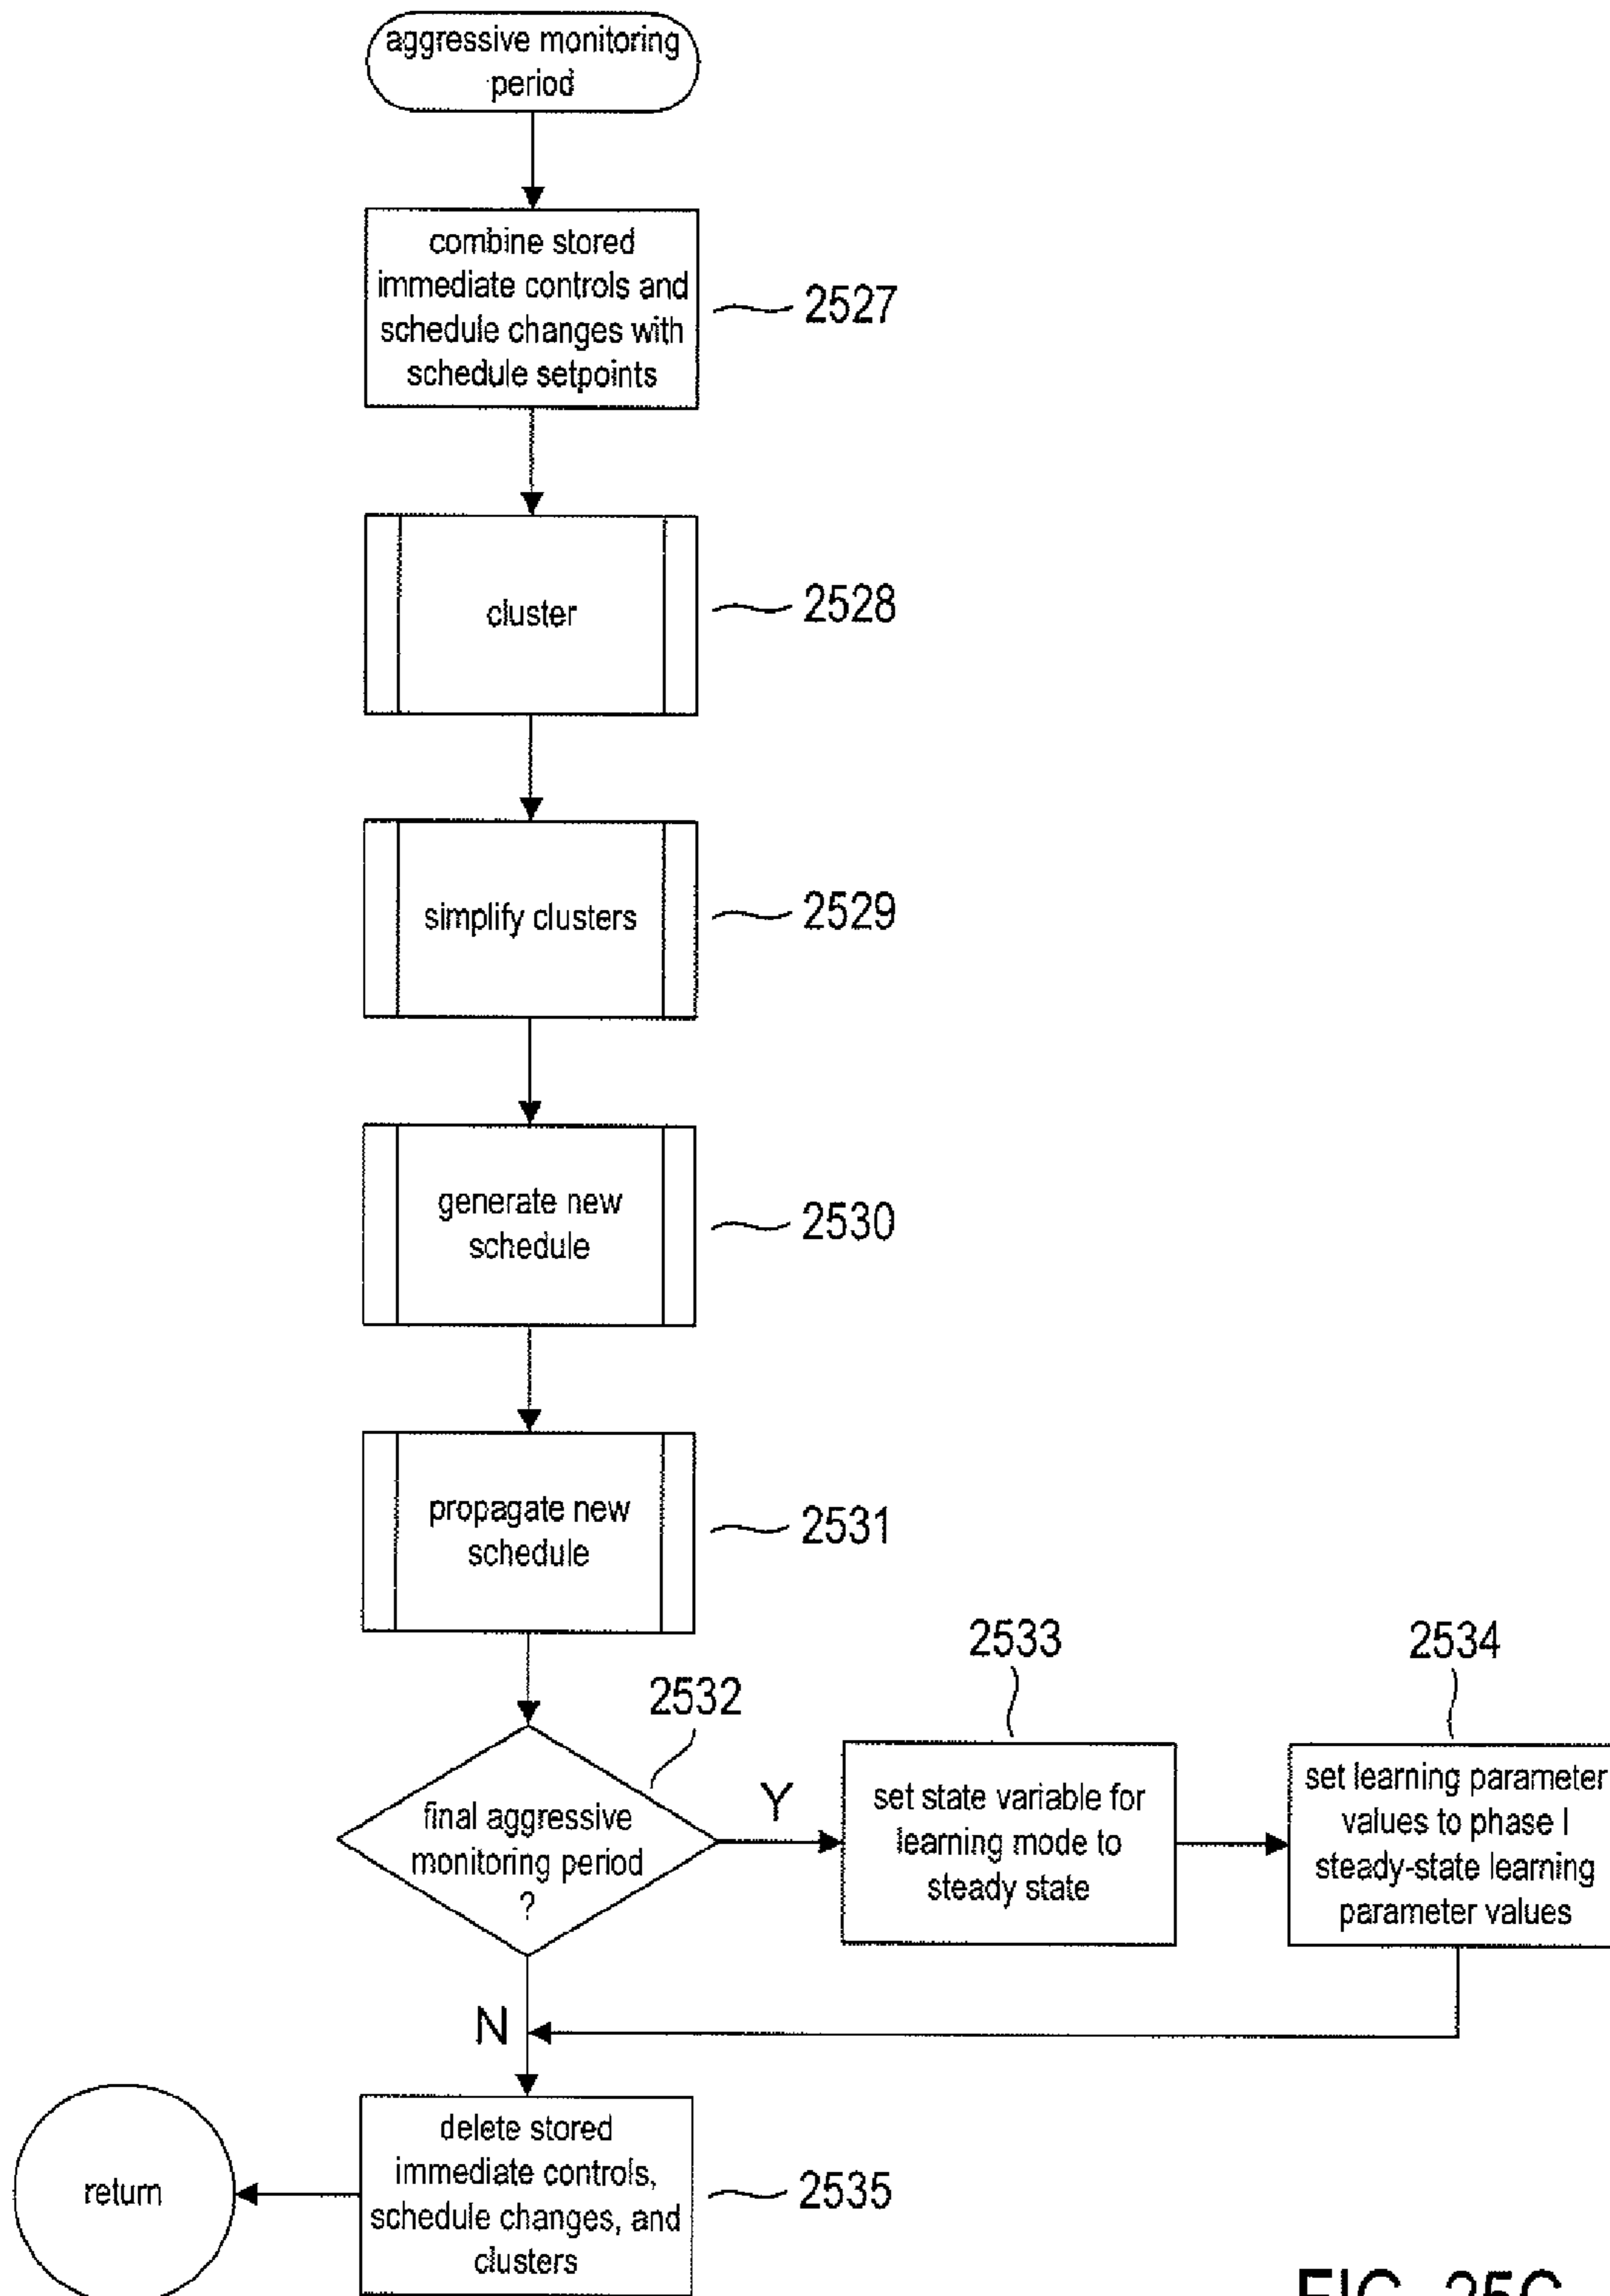 aggressive monitoring
period
combine stored
immediate controls and
schedule changes with
schedule setpoints
2527
cluster
2528
simplify clusters
2529
generate new
schedule
2530
propagate new
schedule
2531
2532
final aggressive
monitoring period
?
Y
2533
set state variable for
learning mode to
steady state
2534
set learning parameter
values to phase I
steady-state learning
parameter values
N
delete stored
immediate controls,
schedule changes, and
clusters
2535
return
FIG. 25C